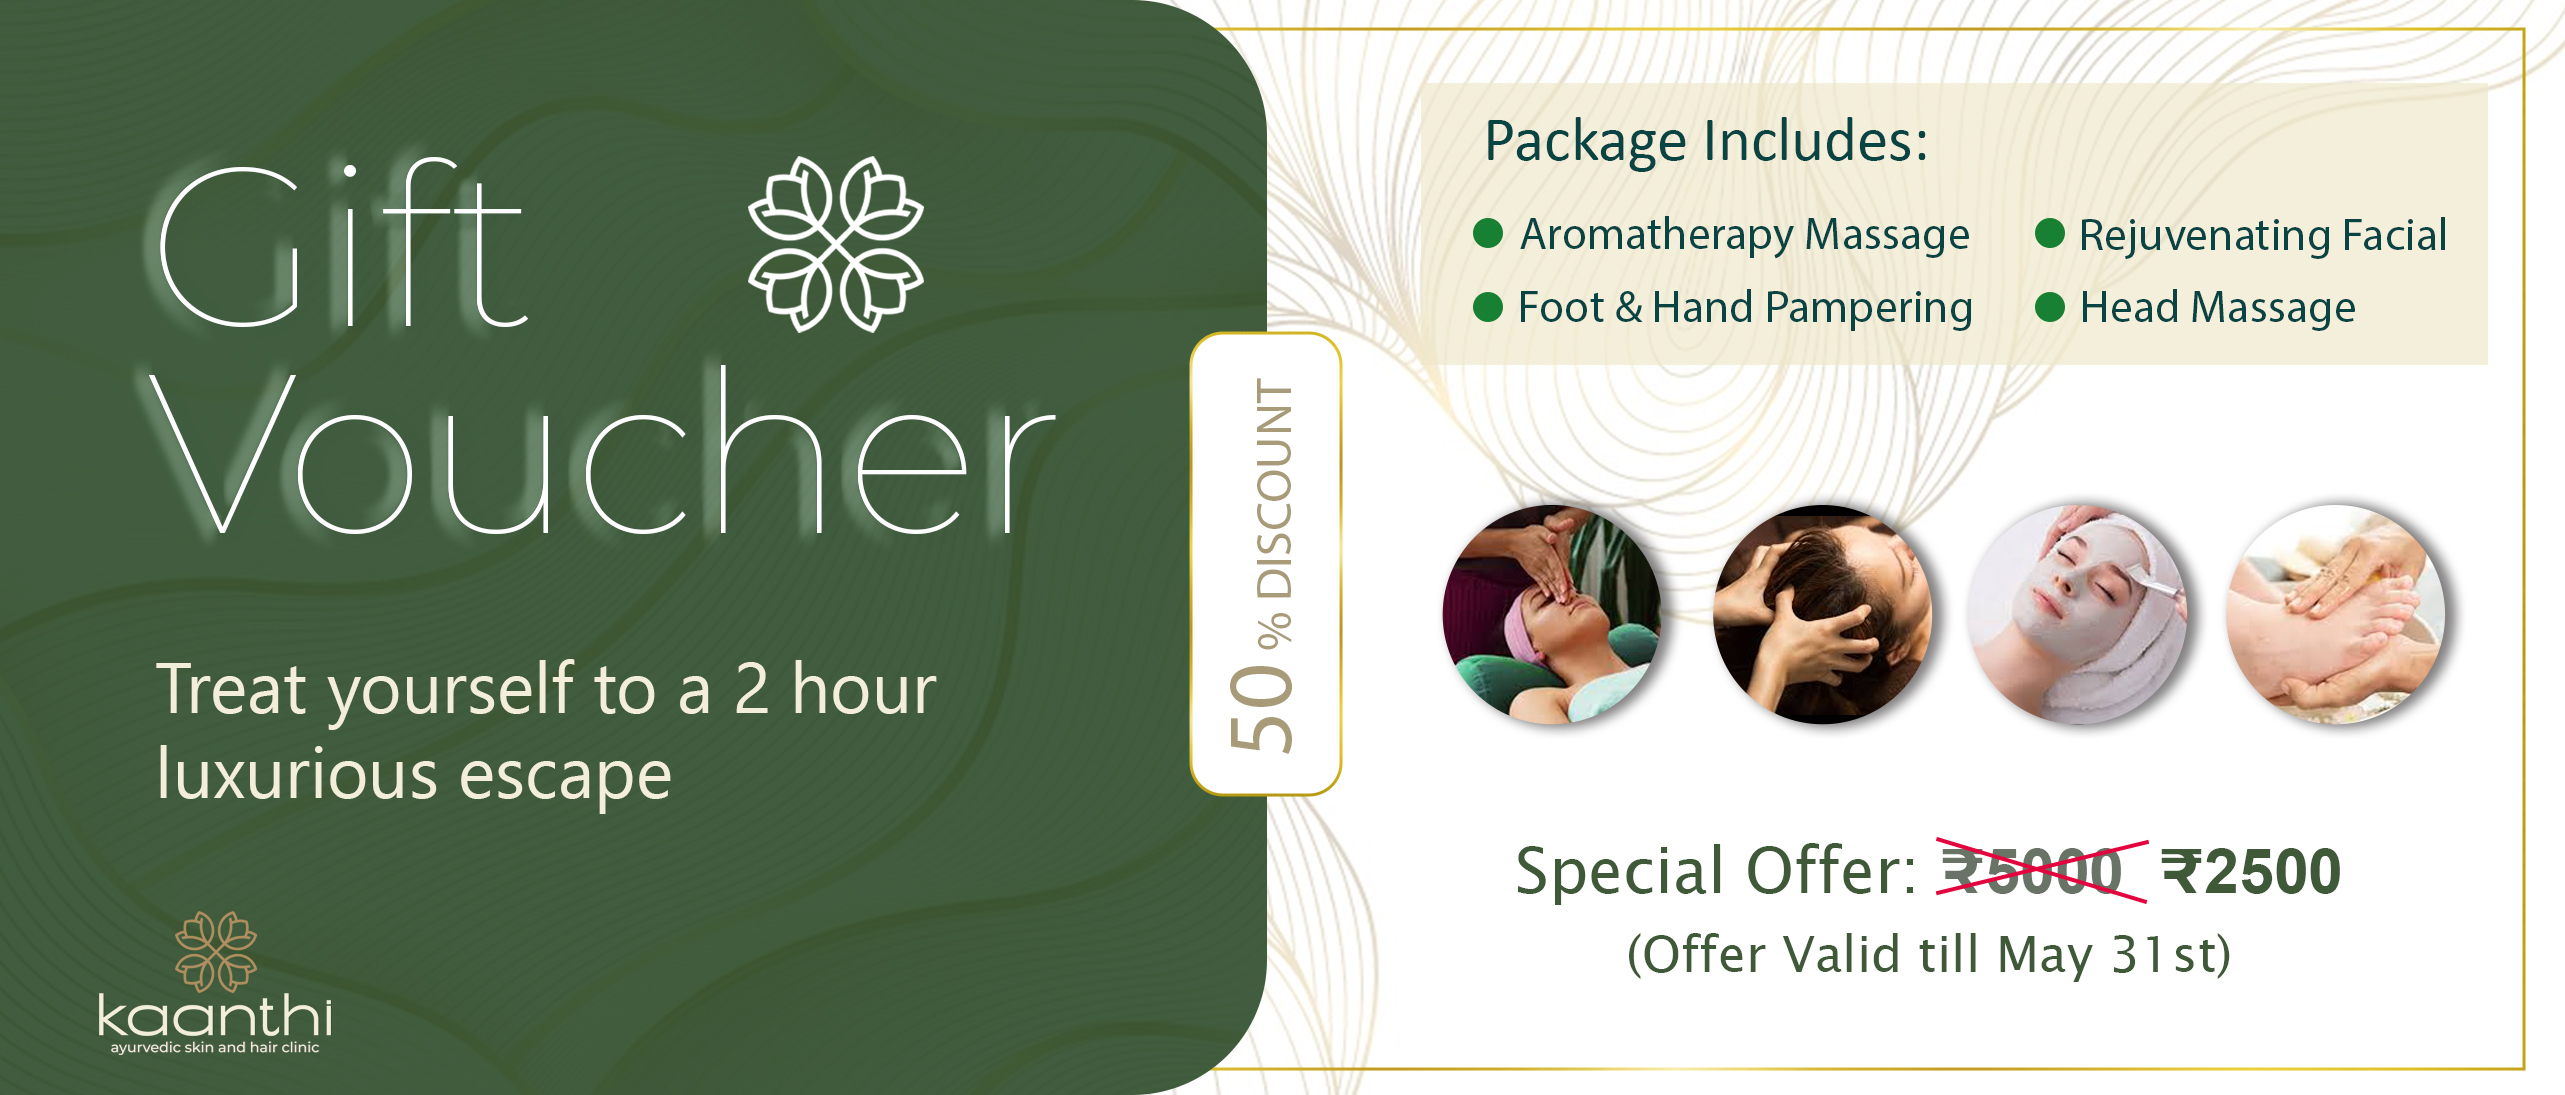 Gift
Voucher
Treat yourself to a 2 hour
luxurious escape
kaanthi
ayurvedic skin and hair clinic
50 % DISCOUNT
Package Includes:
Aromatherapy Massage
Rejuvenating Facial
Foot & Hand Pampering
Head Massage
Special Offer: ₹5000 ₹2500
(Offer Valid till May 31st)